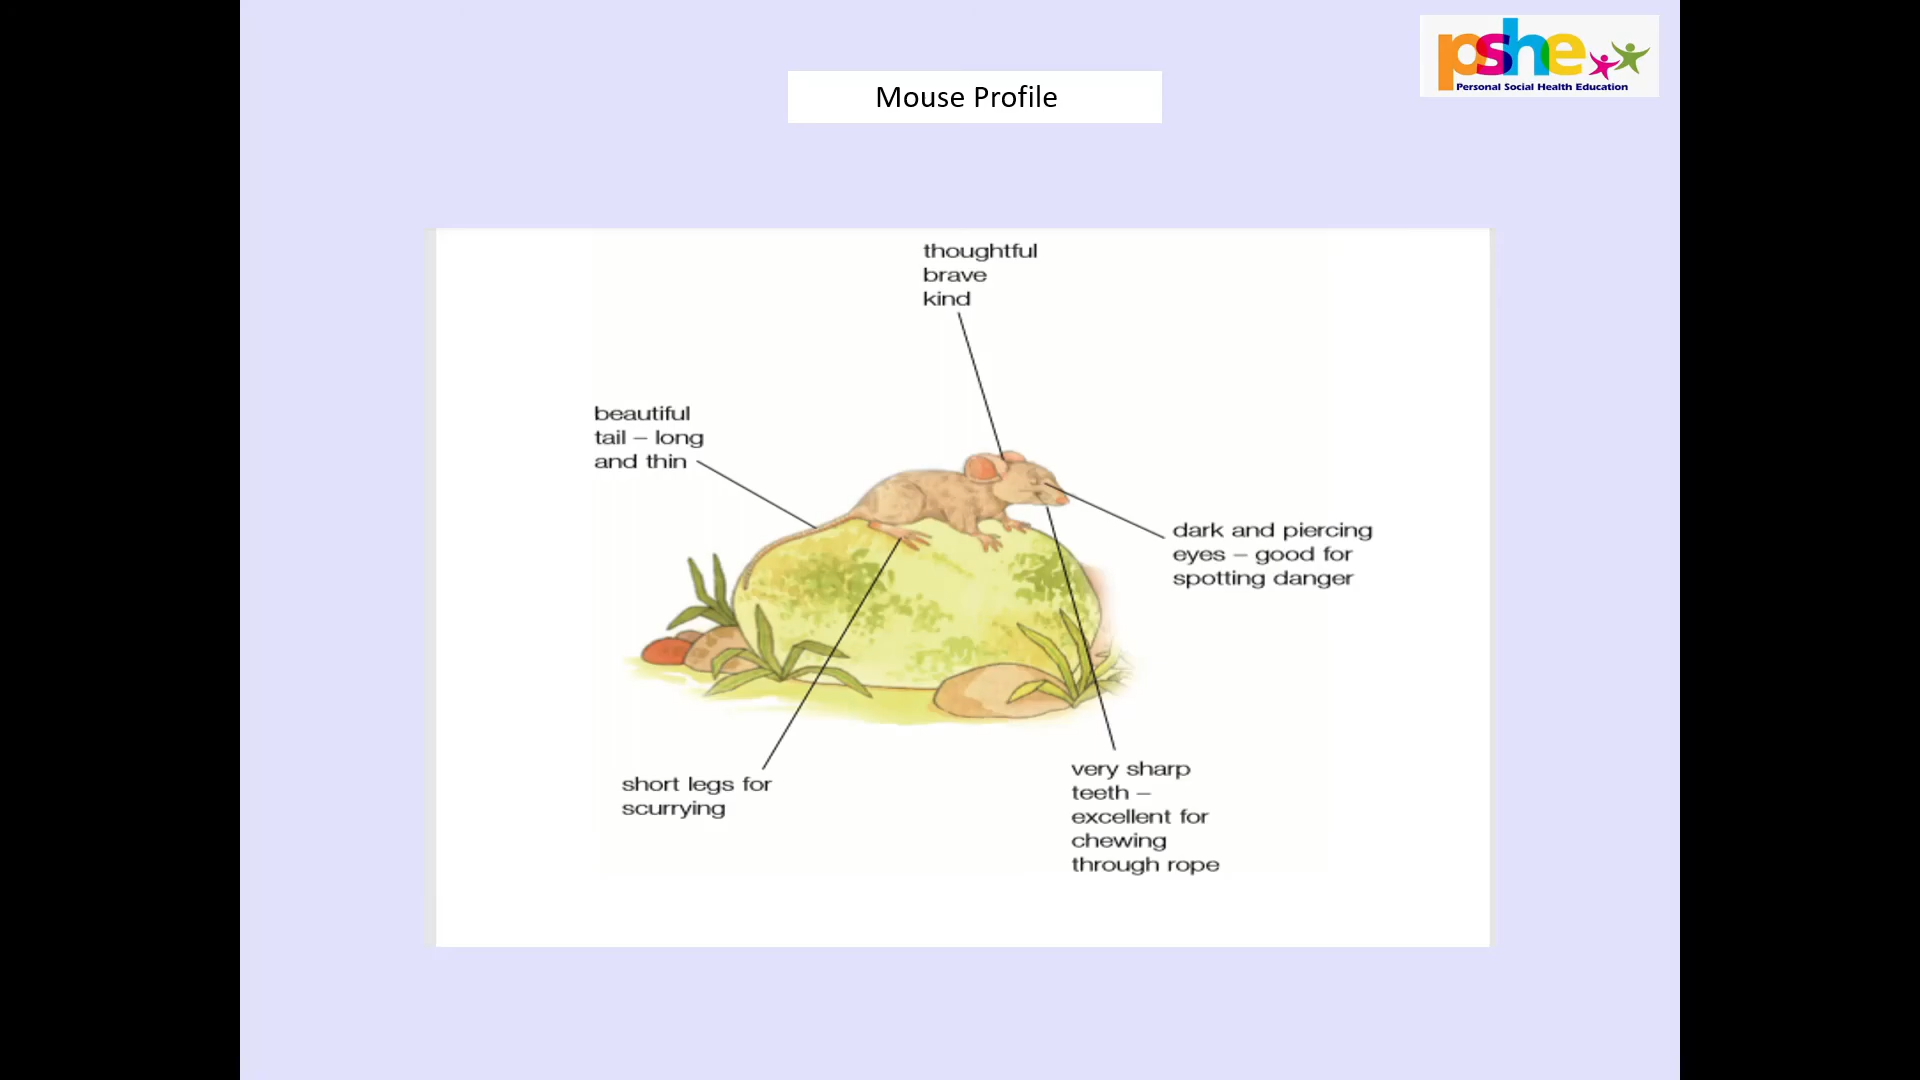 pshe
Personal Social Health Education
Mouse Profile
thoughtful
brave
kind
beautiful
tail – long
and thin
dark and piercing
eyes – good for
spotting danger
short legs for
scurrying
very sharp
teeth –
excellent for
chewing
through rope